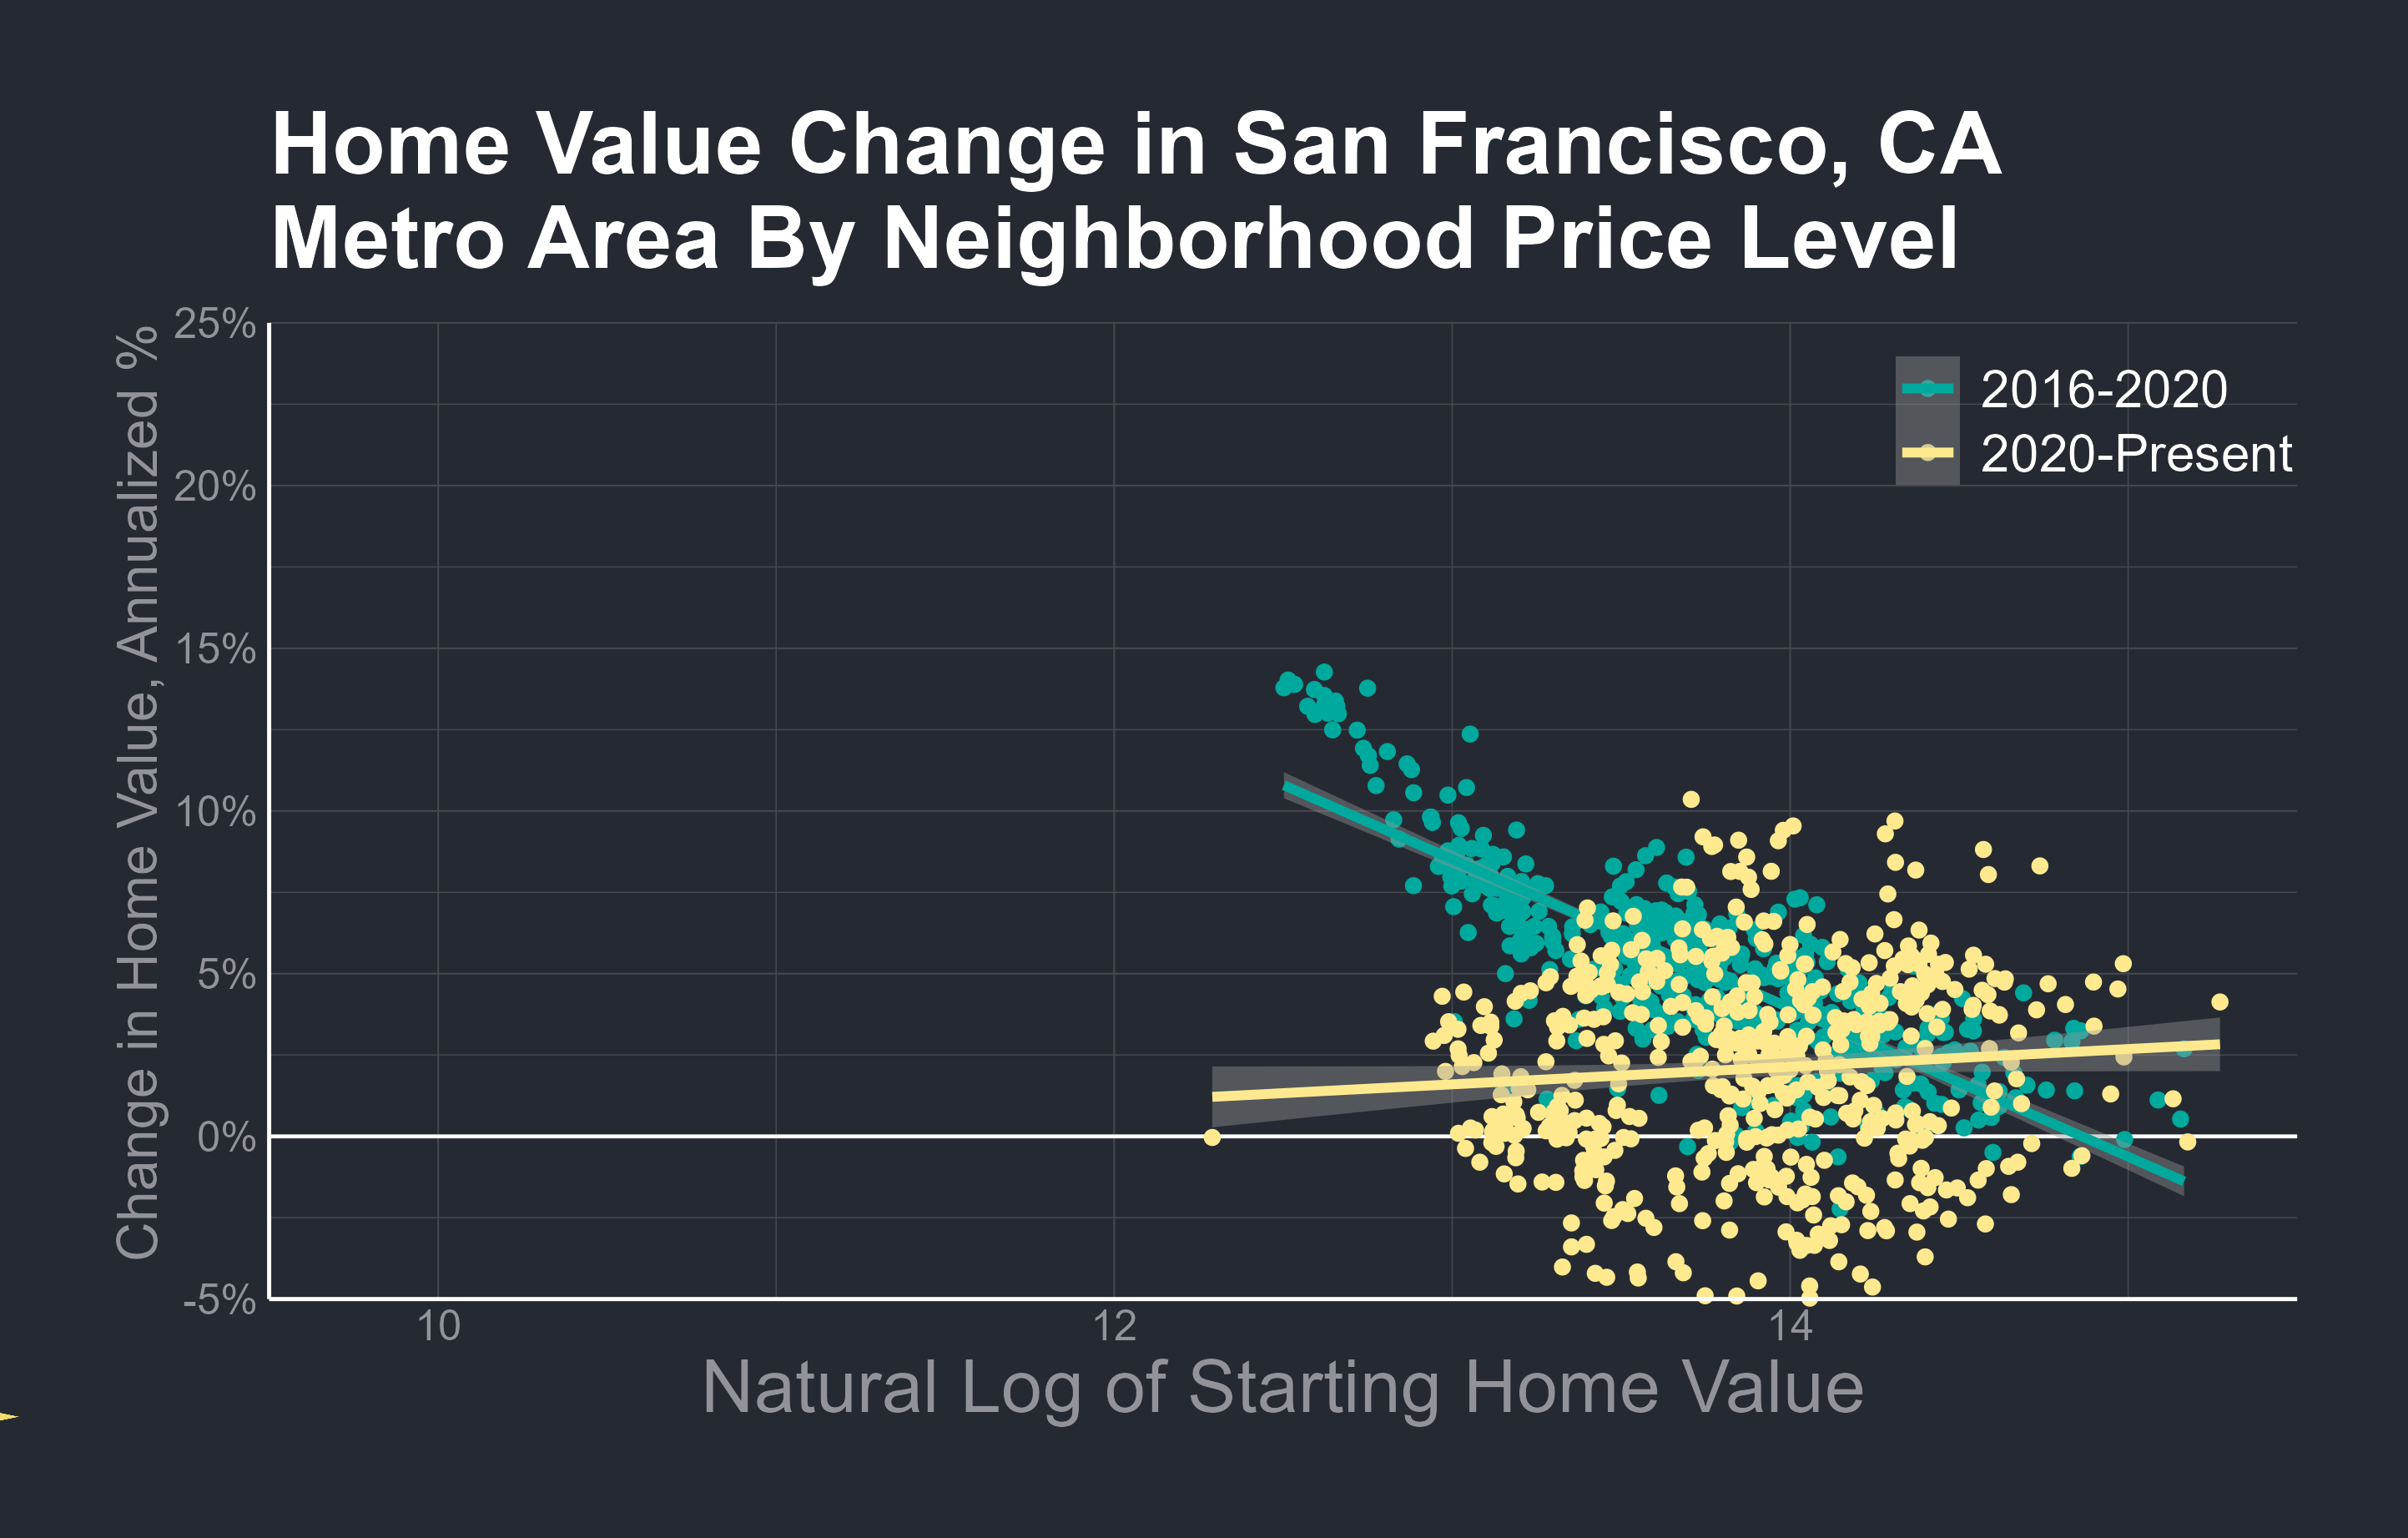 Home Value Change in San Francisco, CA
Metro Area By Neighborhood Price Level
Change in Home Value, Annualized %
25%
20%
15%
10%
5%
0%
-5%
2016-2020
2020-Present
10
12
14
Natural Log of Starting Home Value